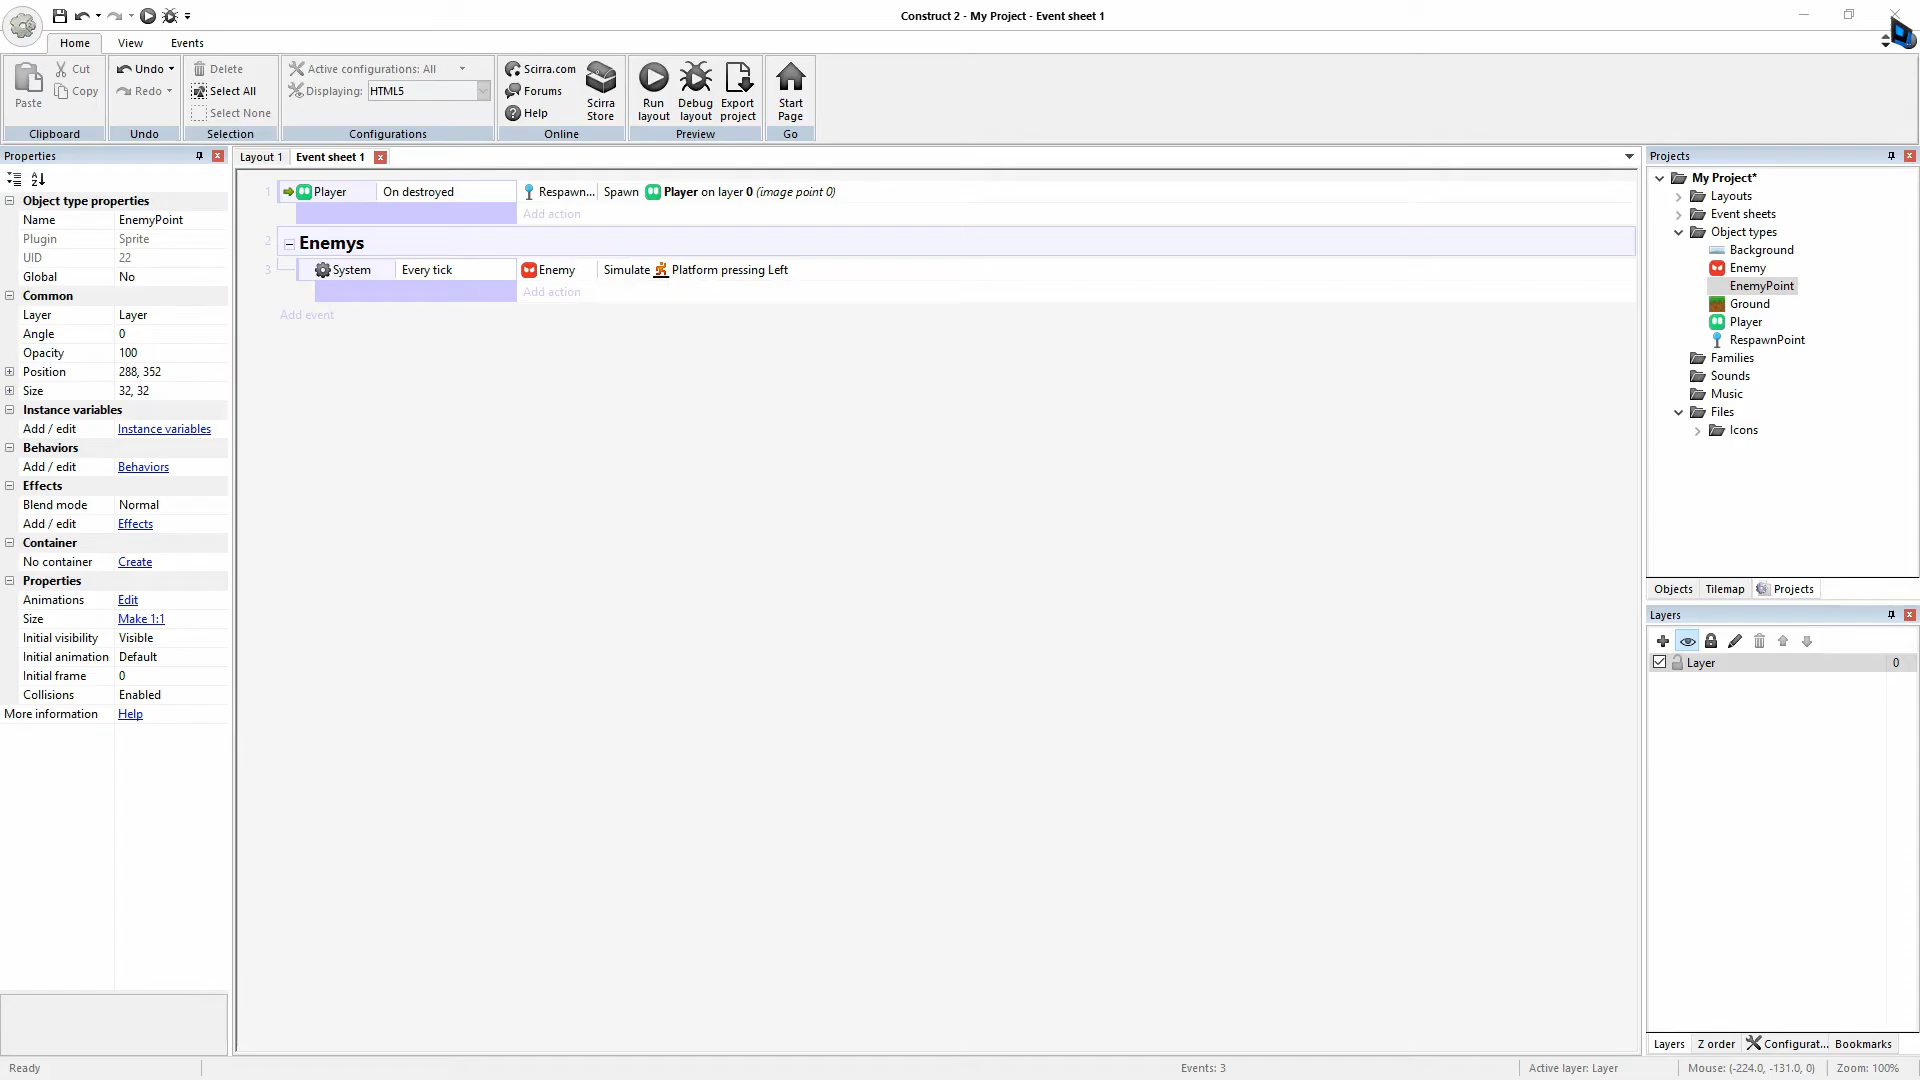 Construct 2 - My Project - Event sheet 1
Home View Events
Paste Cut Copy
Undo Redo
Delete Select All Select None
Active configurations: All
Displaying: HTML5
Scirra.com Forums Help
Scirra Store
Run layout Debug layout Export project
Start Page
Clipboard Undo Selection Configurations Online Preview Go
Properties
Object type properties
Name EnemyPoint
Plugin Sprite
UID 22
Global No
Common
Layer Layer
Angle 0
Opacity 100
Position 288, 352
Size 32, 32
Instance variables
Add / edit Instance variables
Behaviors
Add / edit Behaviors
Effects
Blend mode Normal
Add / edit Effects
Container
No container Create
Properties
Animations Edit
Size Make 1:1
Initial visibility Visible
Initial animation Default
Initial frame 0
Collisions Enabled
More information Help
Layout 1 Event sheet 1
1 Player On destroyed Respawn... Spawn Player on layer 0 (image point 0)
Add action
2 Enemys
3 System Every tick Enemy Simulate Platform pressing Left
Add action
Add event
Projects
My Project*
Layouts
Event sheets
Object types
Background
Enemy
EnemyPoint
Ground
Player
RespawnPoint
Families
Sounds
Music
Files
Icons
Objects Tilemap Projects
Layers
Layer 0
Layers Z order Configurat... Bookmarks
Ready Events: 3 Active layer: Layer Mouse: (-224.0, -131.0, 0) Zoom: 100%